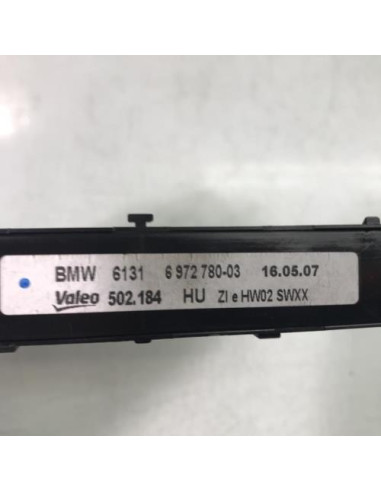 BMW 6131 6 972 780-03 16.05.07
Valeo 502.184 HU ZI e HW02 SWXX